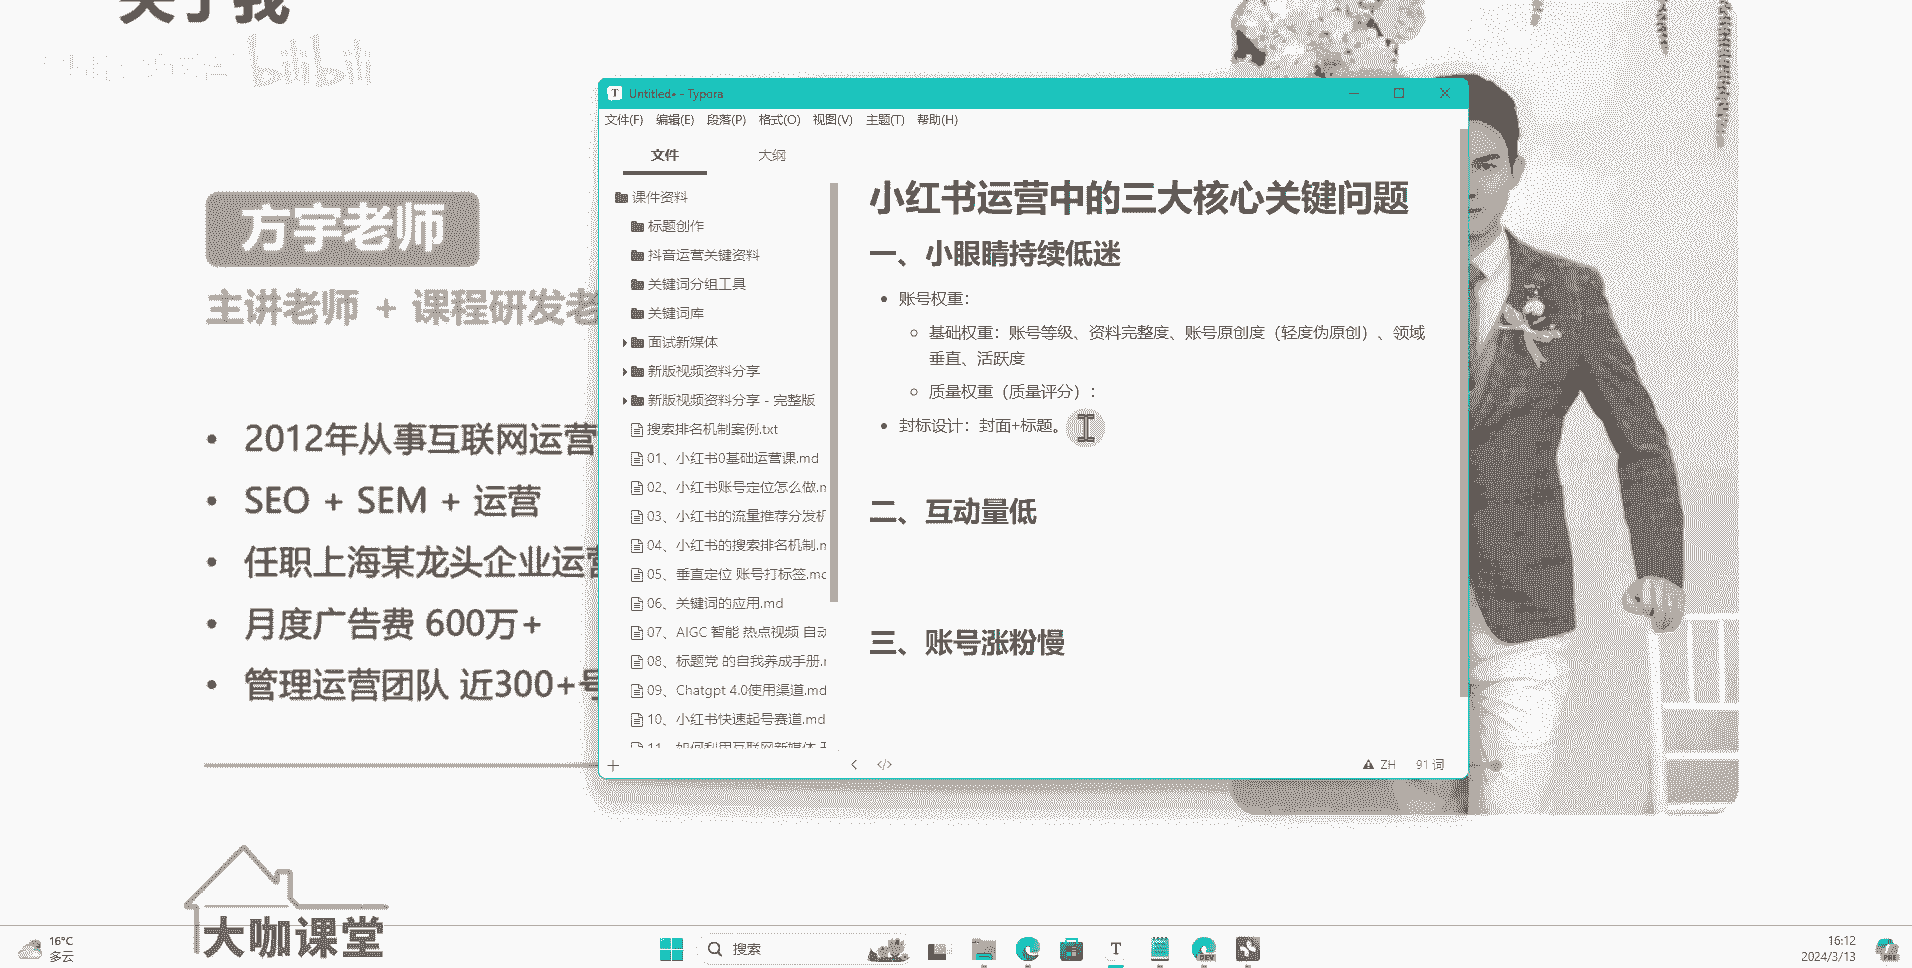 关于我
bilibili
方宇老师
主讲老师 + 课程研发老
2012年从事互联网运营
SEO + SEM + 运营
任职上海某龙头企业运营
月度广告费 600万+
管理运营团队 近300+号
大咖课堂
Untitled• - Typora
文件(F) 编辑(E) 段落(P) 格式(O) 视图(V) 主题(T) 帮助(H)
文件 大纲
课件资料
标题创作
抖音运营关键资料
关键词分组工具
关键词库
面试新媒体
新版视频资料分享
新版视频资料分享 - 完整版
搜索排名机制案例.txt
01、小红书0基础运营课.md
02、小红书账号定位怎么做.m
03、小红书的流量推荐分发机
04、小红书的搜索排名机制.m
05、垂直定位 账号打标签.md
06、关键词的应用.md
07、AIGC 智能 热点视频 自动
08、标题党 的自我养成手册.m
09、Chatgpt 4.0使用渠道.md
10、小红书快速起号赛道.md
11、如何利用互联网新媒体
小红书运营中的三大核心关键问题
一、小眼睛持续低迷
账号权重：
基础权重：账号等级、资料完整度、账号原创度（轻度伪原创）、领域
垂直、活跃度
质量权重（质量评分）：
封标设计：封面+标题。
二、互动量低
三、账号涨粉慢
</> ZH 91 词
16°C
多云
搜索
16:12
2024/3/13